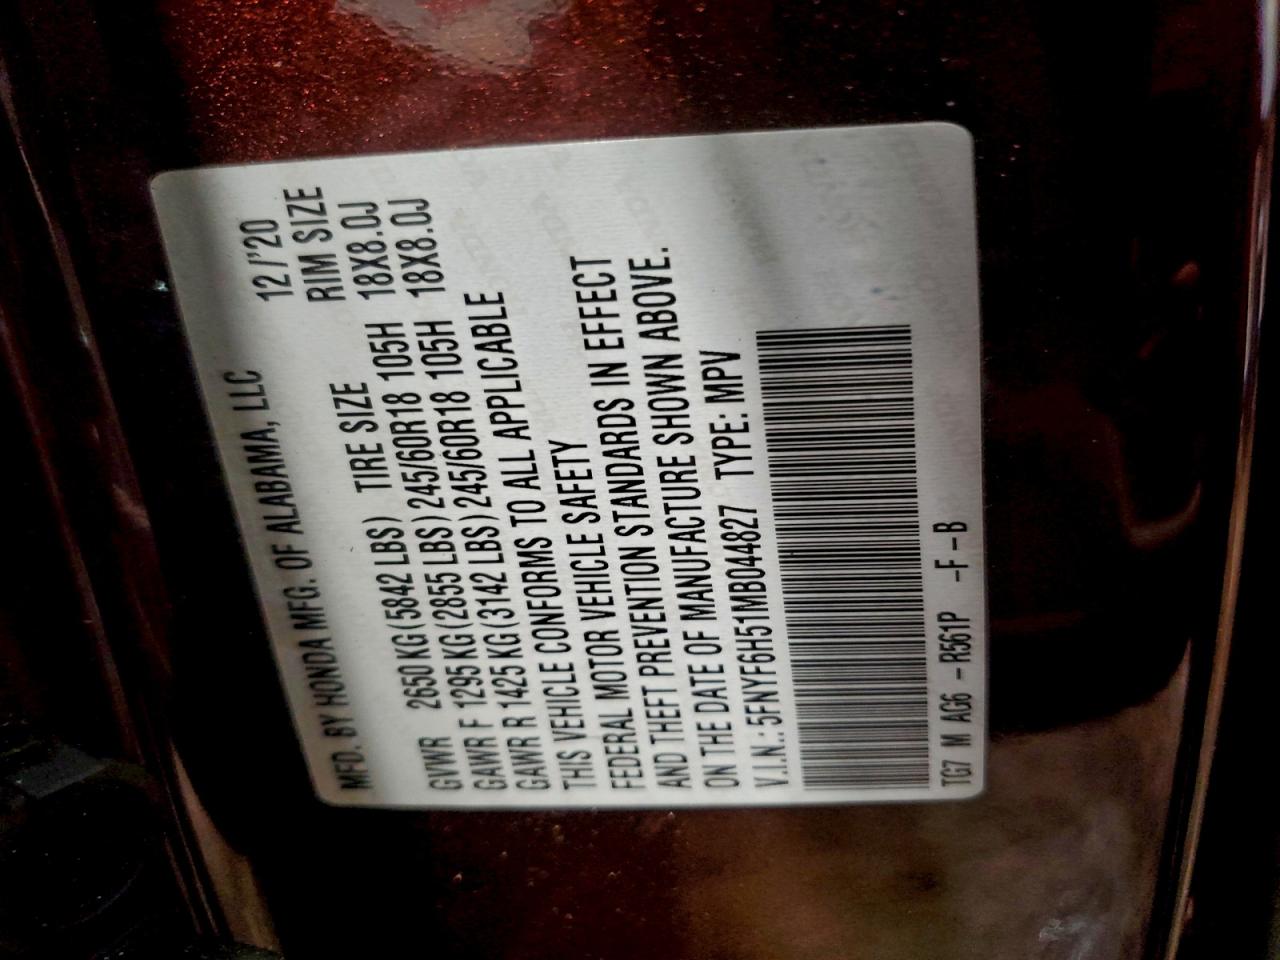 MFD. BY HONDA MFG. OF ALABAMA, LLC 12/'20
GVWR 2650 KG (5842 LBS) TIRE SIZE RIM SIZE
GAWR F 1295 KG (2855 LBS) 245/60R18 105H 18X8.0J
GAWR R 1425 KG (3142 LBS) 245/60R18 105H 18X8.0J
THIS VEHICLE CONFORMS TO ALL APPLICABLE
FEDERAL MOTOR VEHICLE SAFETY
AND THEFT PREVENTION STANDARDS IN EFFECT
ON THE DATE OF MANUFACTURE SHOWN ABOVE.
V.I.N.: 5FNYF6H51MB044827 TYPE: MPV
TG7 M AG6 -R561P -F-B